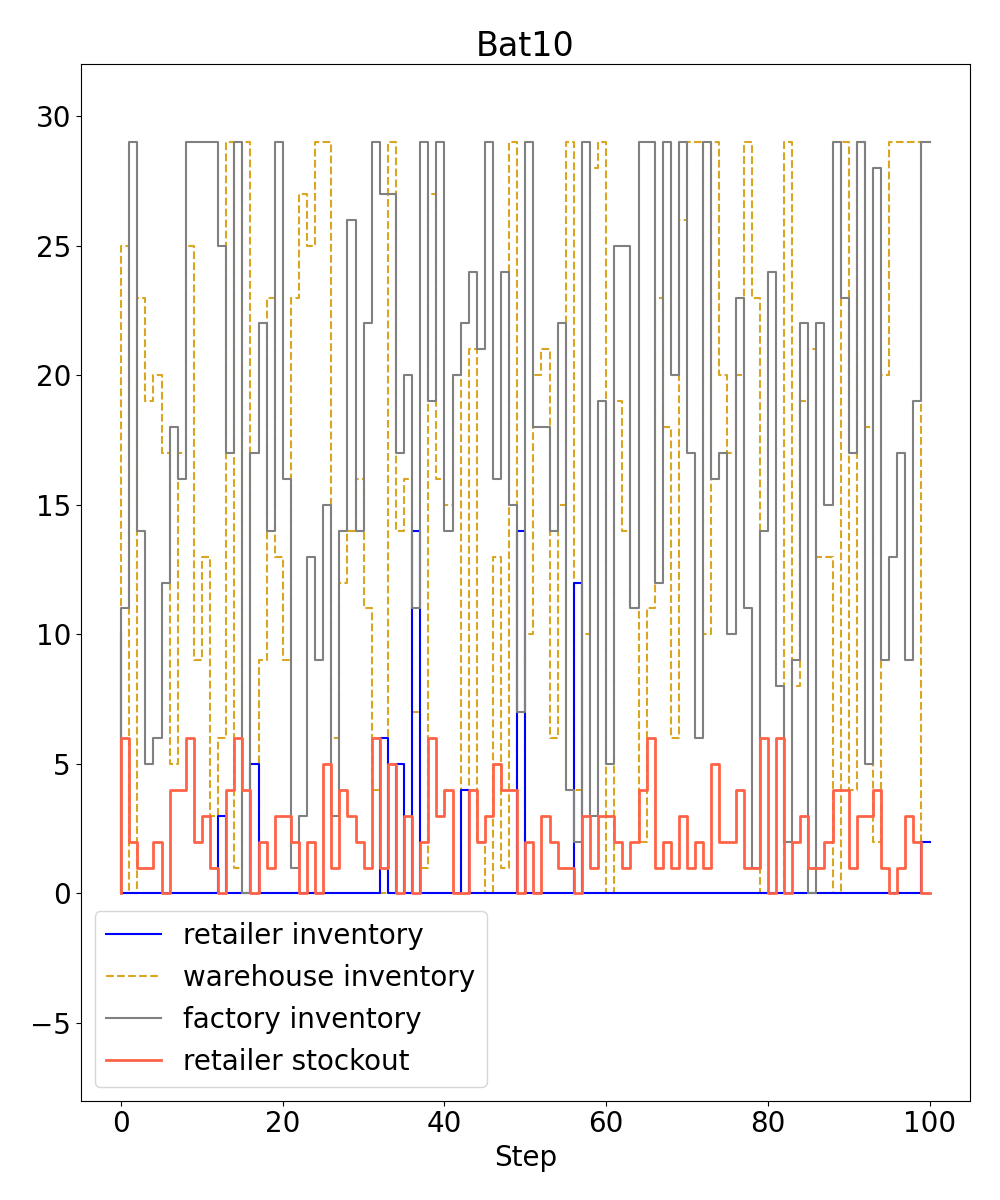 Bat10
30
25
20
15
10
5
0
−5
retailer inventory
warehouse inventory
factory inventory
retailer stockout
0 20 40 60 80 100
Step